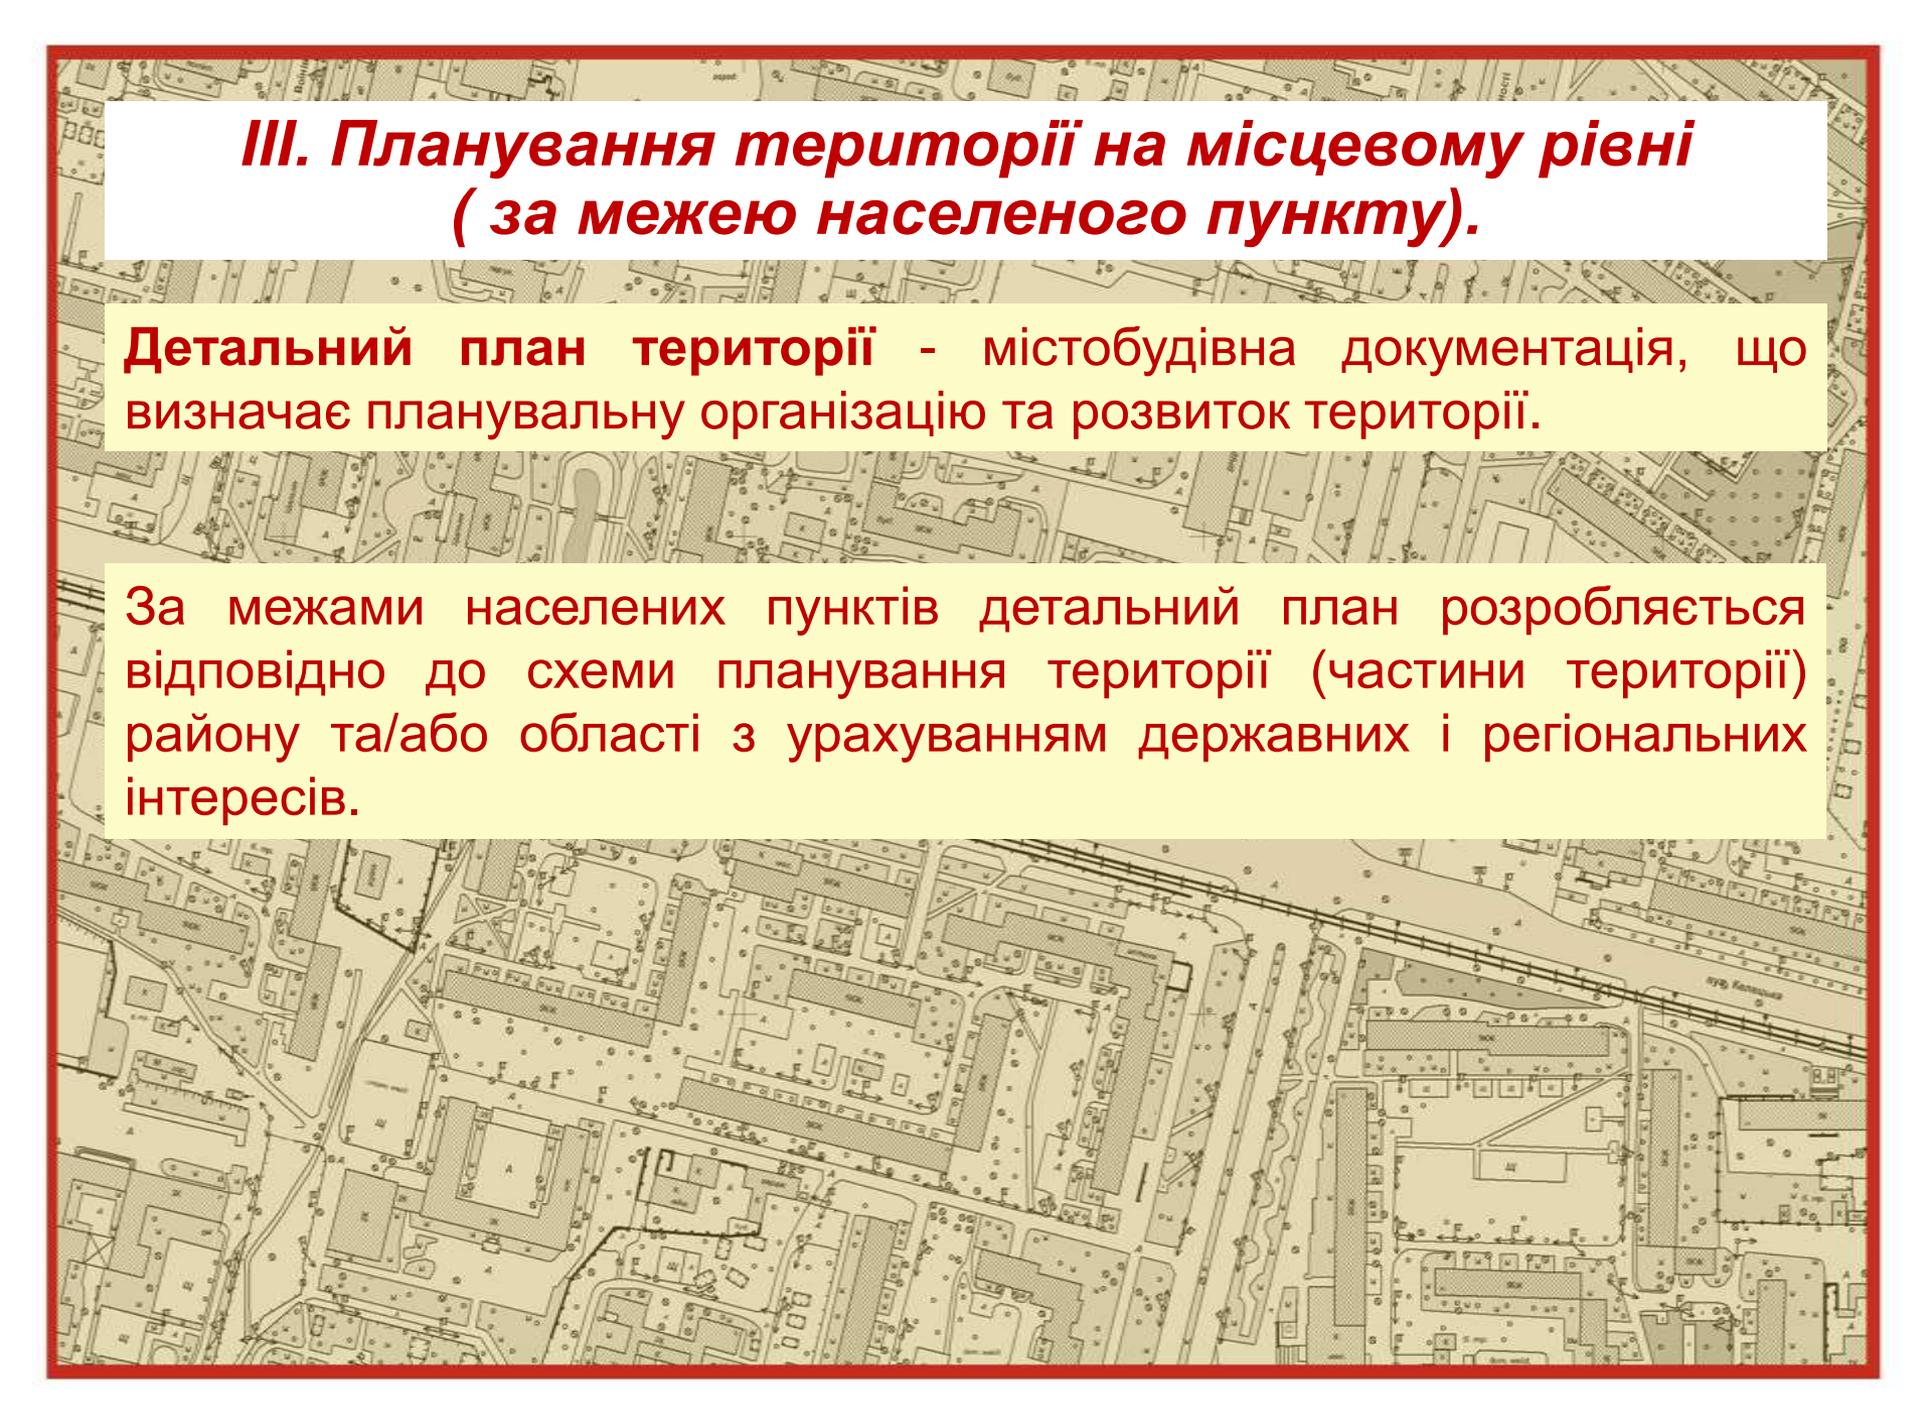 III. Планування території на місцевому рівні
( за межею населеного пункту).
Детальний план території - містобудівна документація, що
визначає планувальну організацію та розвиток території.
За межами населених пунктів детальний план розробляється
відповідно до схеми планування території (частини території)
району та/або області з урахуванням державних і регіональних
інтересів.